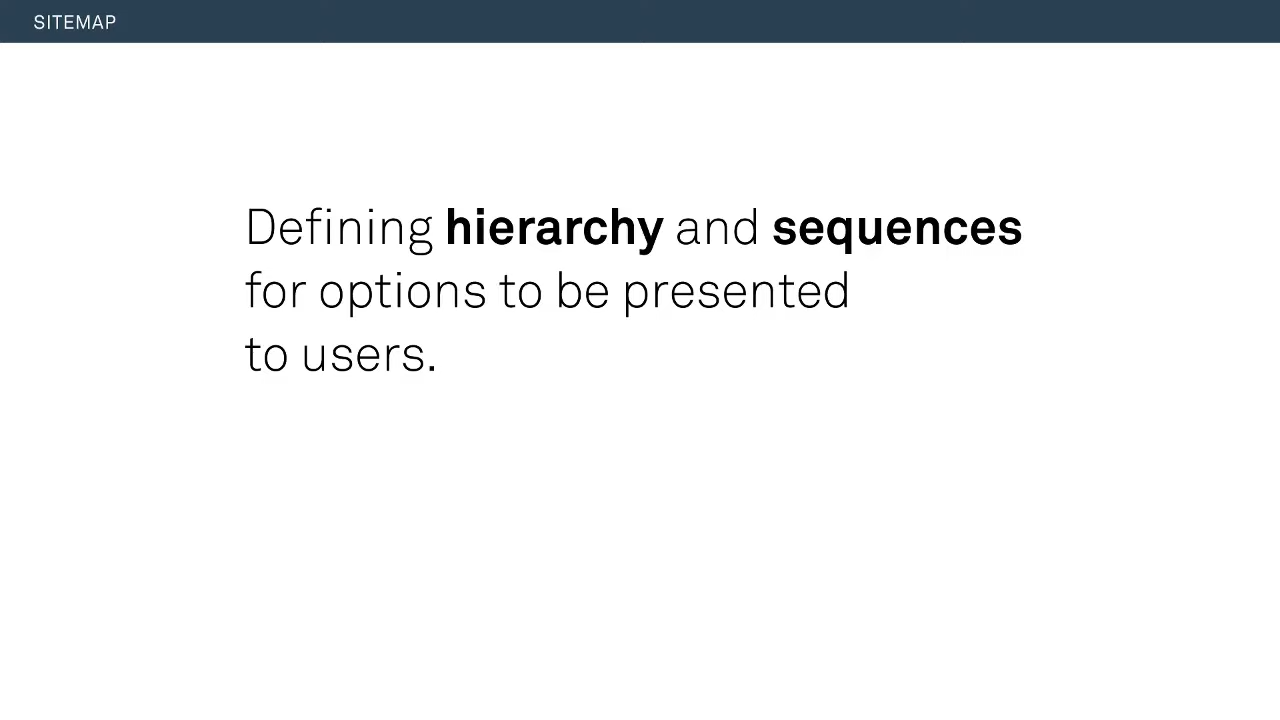 SITEMAP
Defining hierarchy and sequences
for options to be presented
to users.